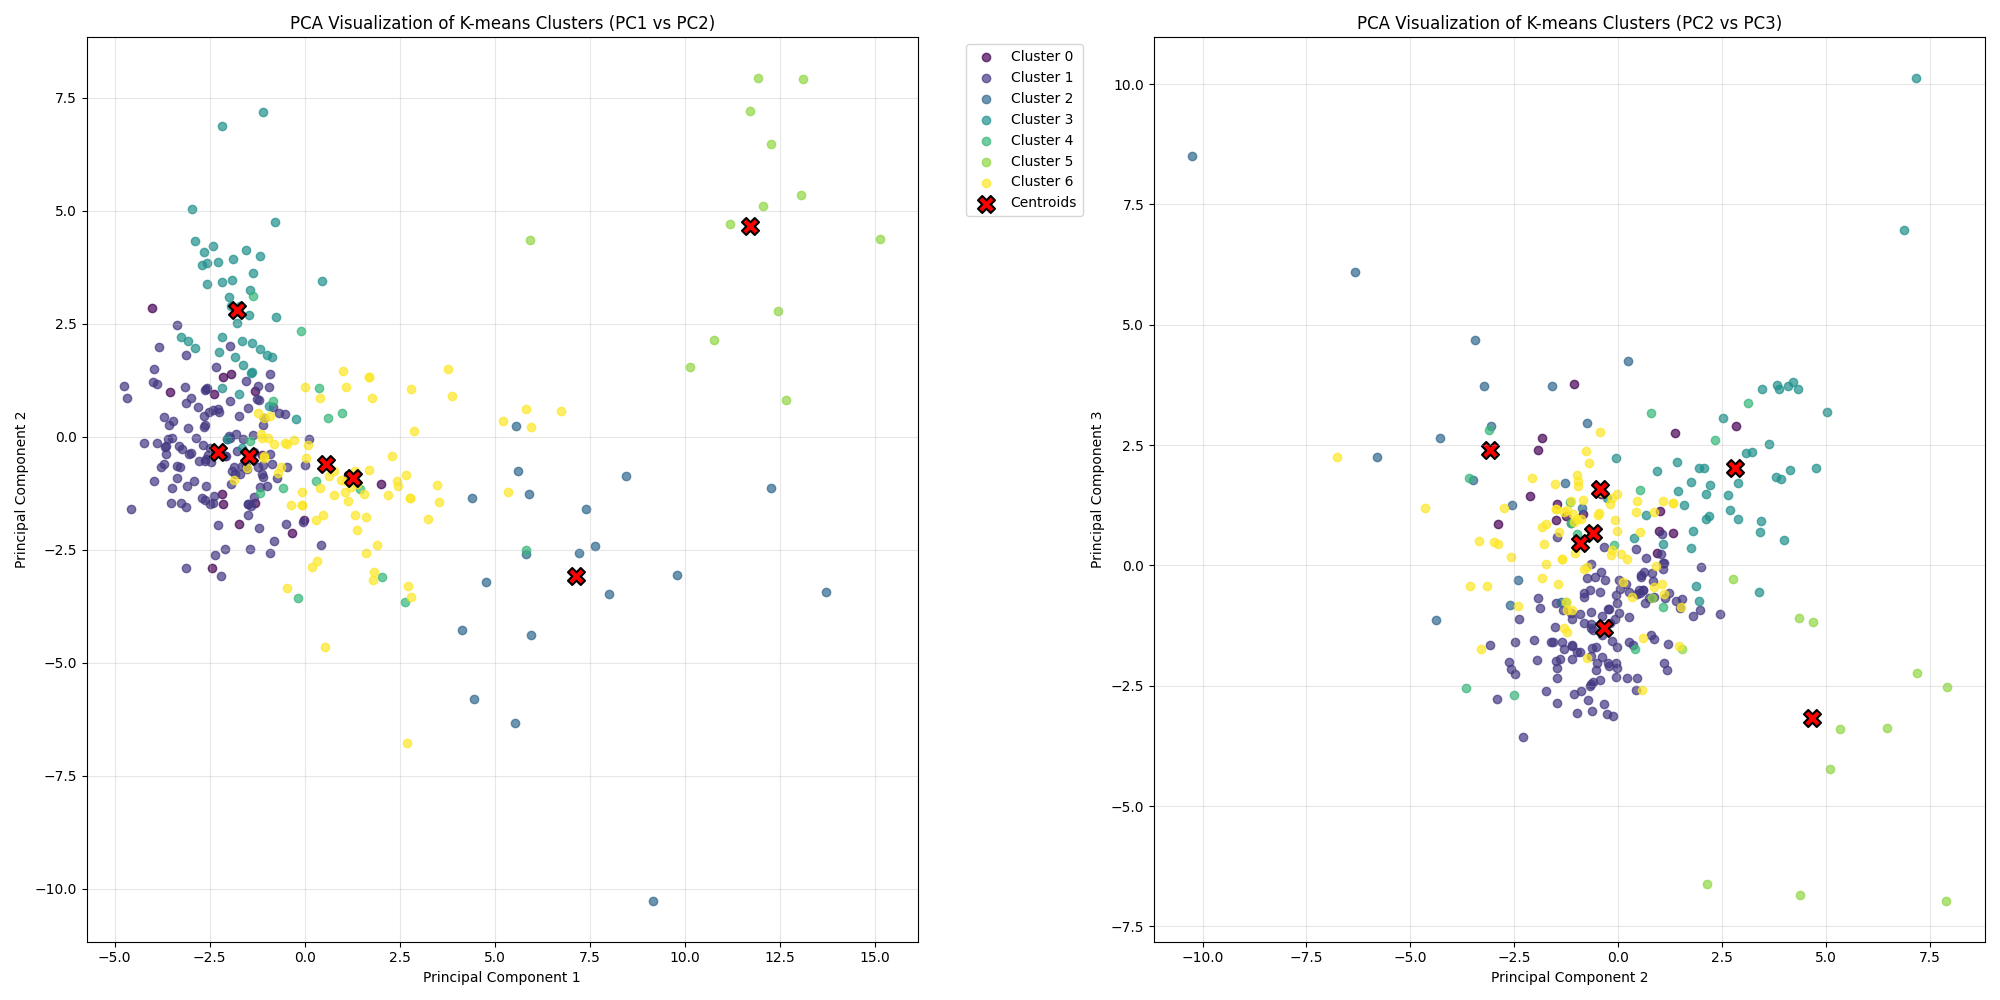 PCA Visualization of K-means Clusters (PC1 vs PC2)
7.5
5.0
2.5
0.0
−2.5
−5.0
−7.5
−10.0
Principal Component 2
−5.0
−2.5
0.0
2.5
5.0
7.5
10.0
12.5
15.0
Principal Component 1
Cluster 0
Cluster 1
Cluster 2
Cluster 3
Cluster 4
Cluster 5
Cluster 6
Centroids
PCA Visualization of K-means Clusters (PC2 vs PC3)
10.0
7.5
5.0
2.5
0.0
−2.5
−5.0
−7.5
Principal Component 3
−10.0
−7.5
−5.0
−2.5
0.0
2.5
5.0
7.5
Principal Component 2